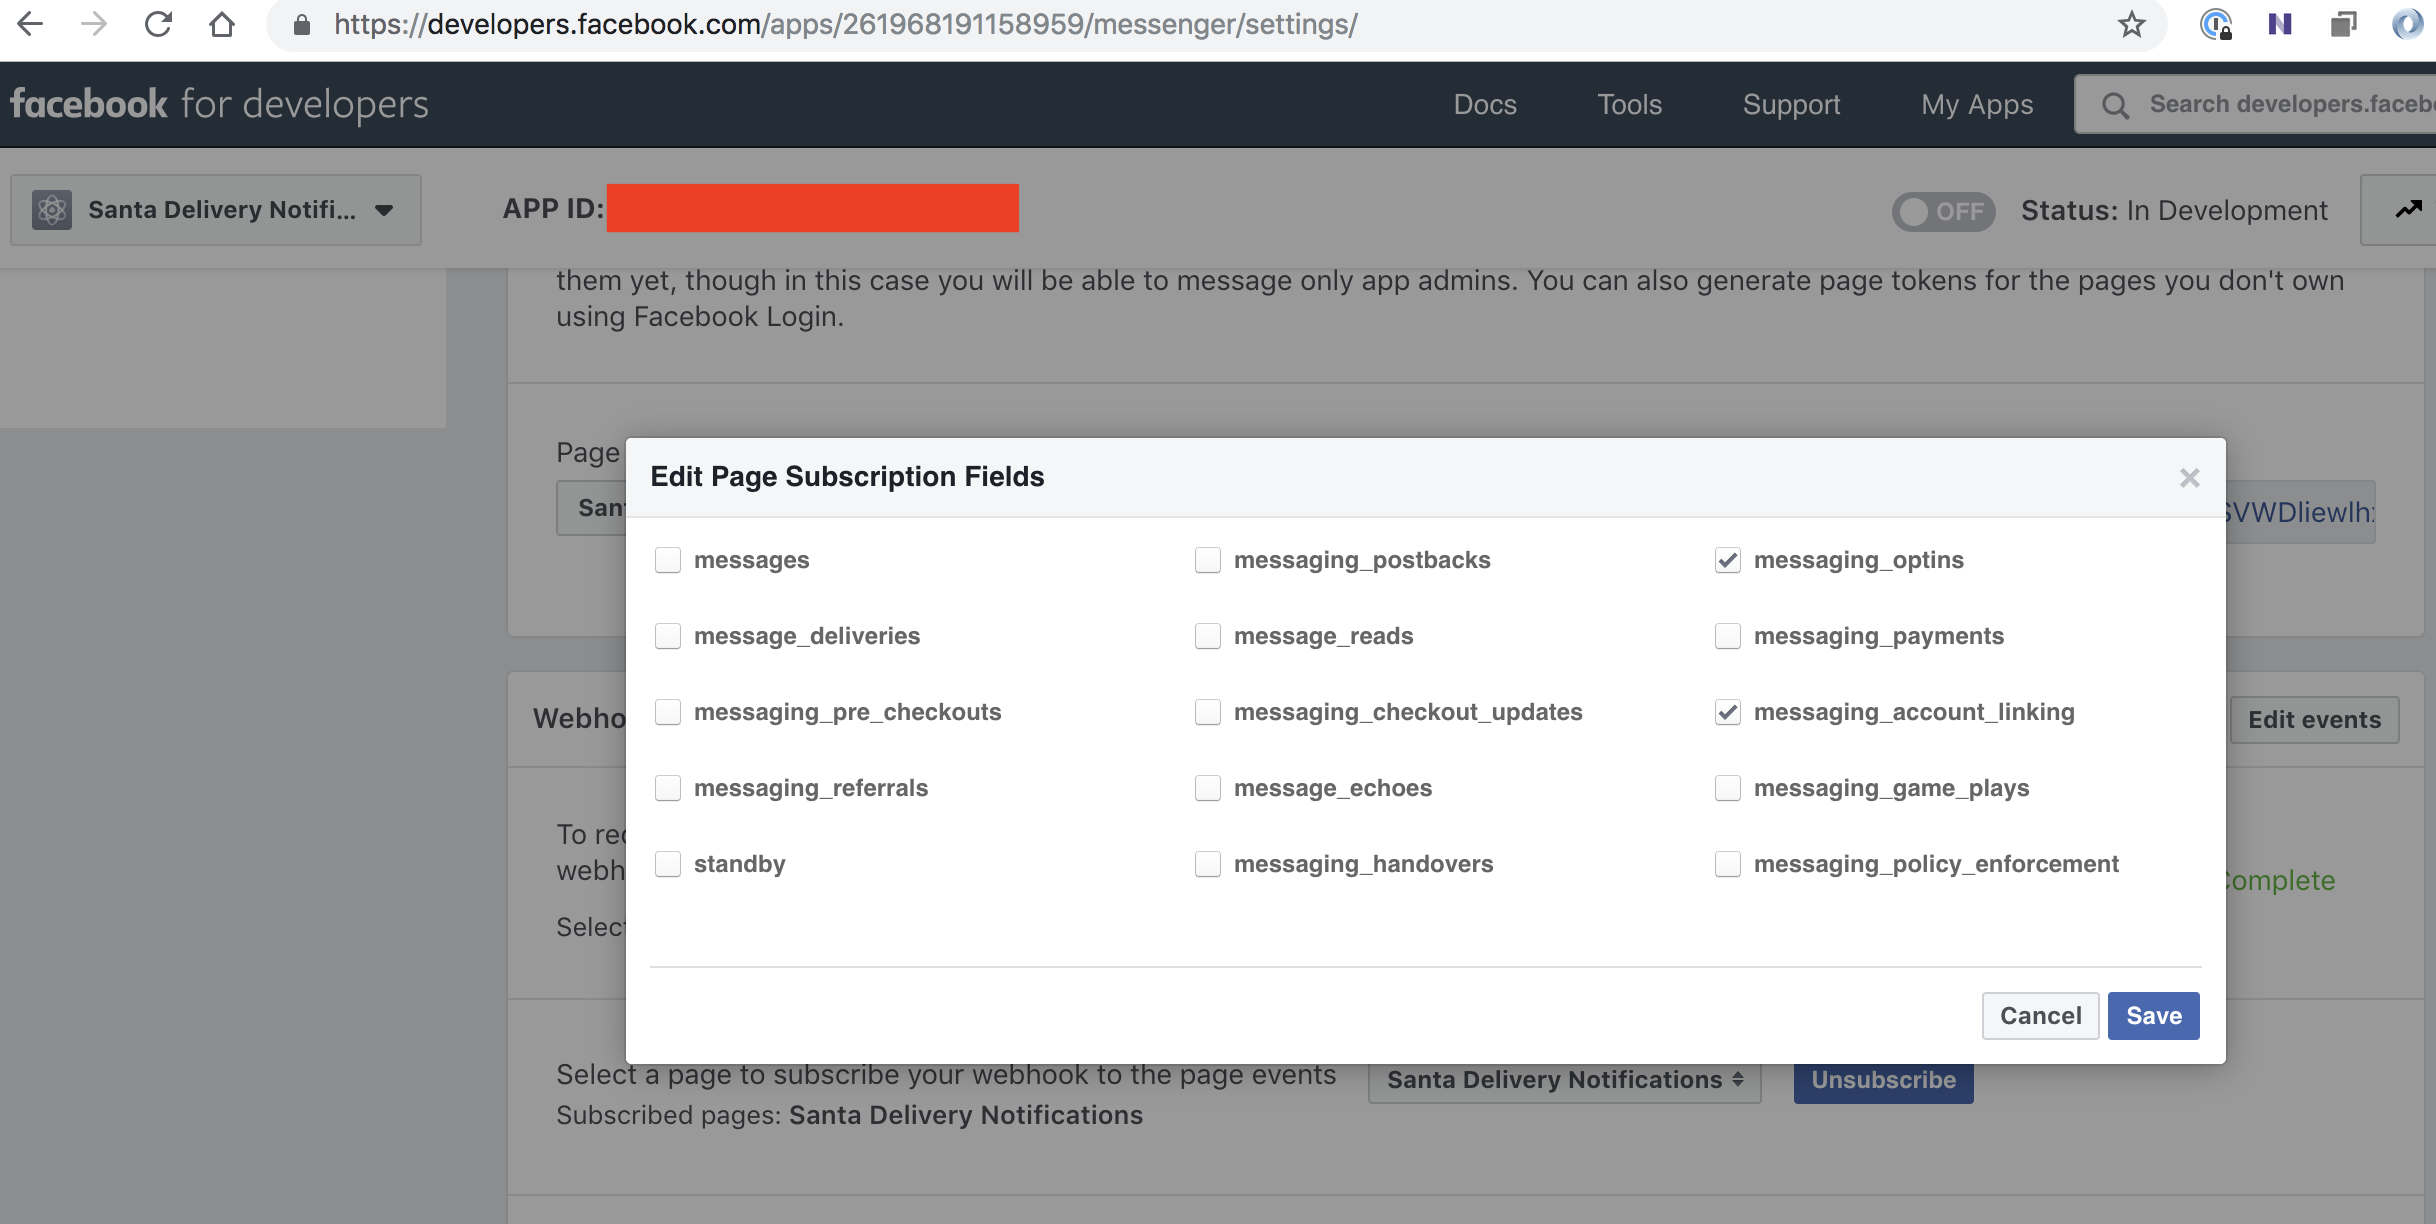 https://developers.facebook.com/apps/261968191158959/messenger/settings/
facebook for developers
Docs
Tools
Support
My Apps
Search developers.faceb
Santa Delivery Notifi...
APP ID:
OFF
Status: In Development
them yet, though in this case you will be able to message only app admins. You can also generate page tokens for the pages you don't own
using Facebook Login.
Page
San
SVWDliewlh
Edit Page Subscription Fields
messages
messaging_postbacks
messaging_optins
message_deliveries
message_reads
messaging_payments
messaging_pre_checkouts
messaging_checkout_updates
messaging_account_linking
messaging_referrals
message_echoes
messaging_game_plays
standby
messaging_handovers
messaging_policy_enforcement
Cancel
Save
Webho
Edit events
To rec
webh
Complete
Select
Select a page to subscribe your webhook to the page events
Santa Delivery Notifications
Unsubscribe
Subscribed pages: Santa Delivery Notifications